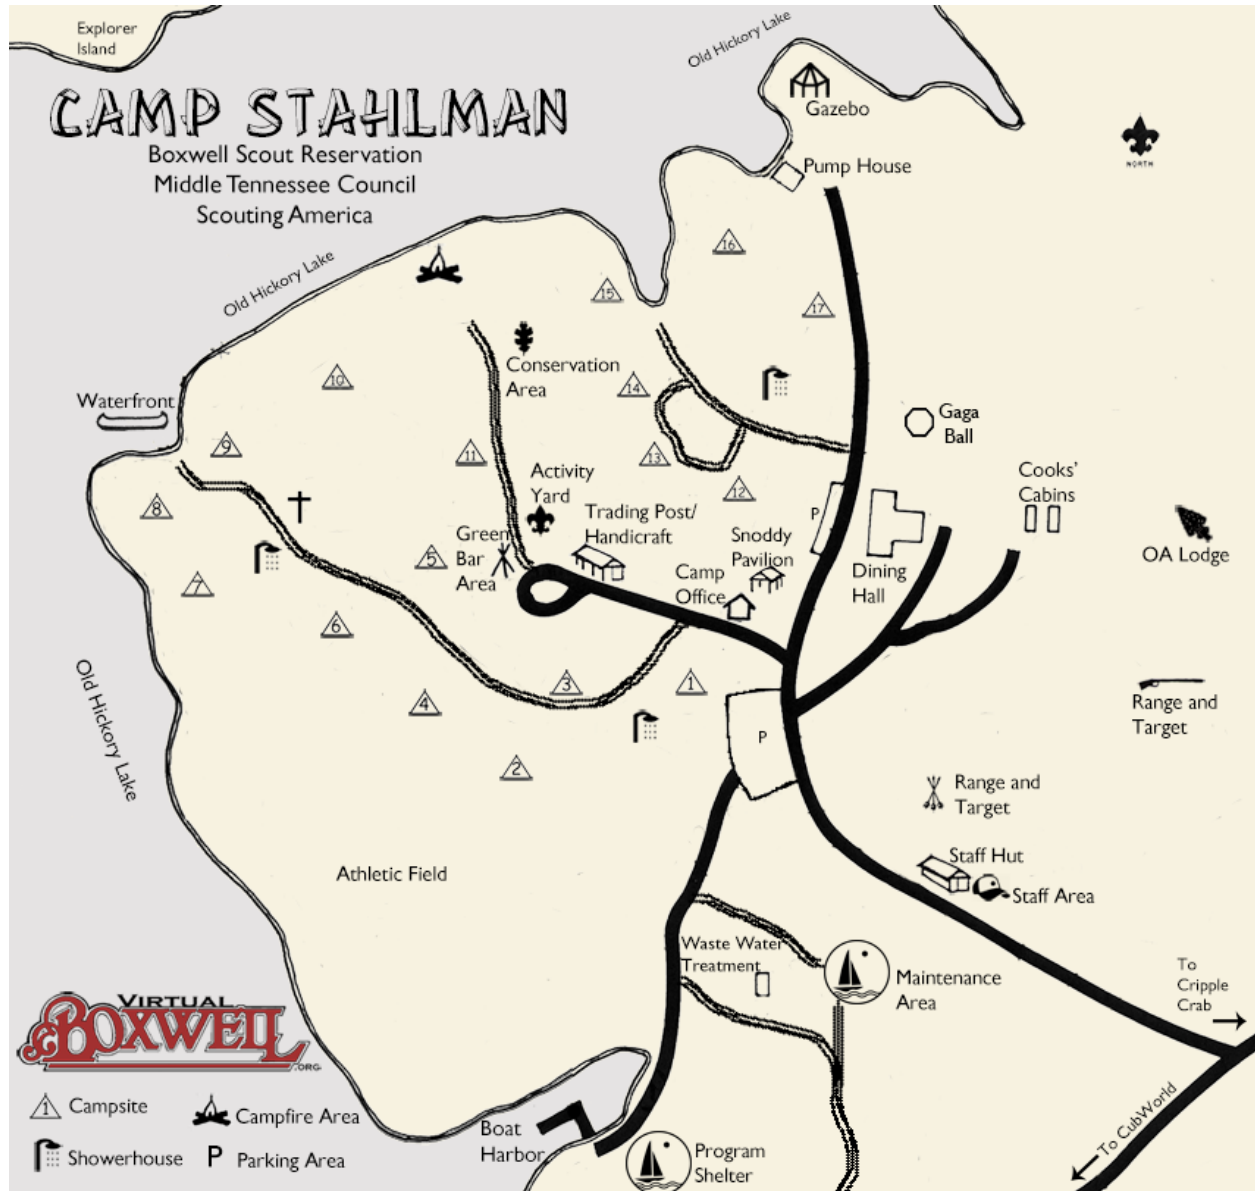 Explorer
Island
Old Hickory Lake
CAMP STAHLMAN
Boxwell Scout Reservation
Middle Tennessee Council
Scouting America
Gazebo
NORTH
Pump House
16
Old Hickory Lake
15
17
Conservation
Area
10
14
Waterfront
Gaga
Ball
9
11
13
Activity
Yard
12
Cooks'
Cabins
8
Trading Post/
Handicraft
P
Green
Bar
Area
5
Snoddy
Pavilion
OA Lodge
Camp
Office
Dining
Hall
7
6
Old Hickory Lake
3
1
4
Range and
Target
P
2
Range and
Target
Staff Hut
Staff Area
Athletic Field
Waste Water
Treatment
Maintenance
Area
To
Cripple
Crab
VIRTUAL
BOXWELL
.ORG
1 Campsite
Campfire Area
Showerhouse
P Parking Area
Boat
Harbor
Program
Shelter
To CubWorld